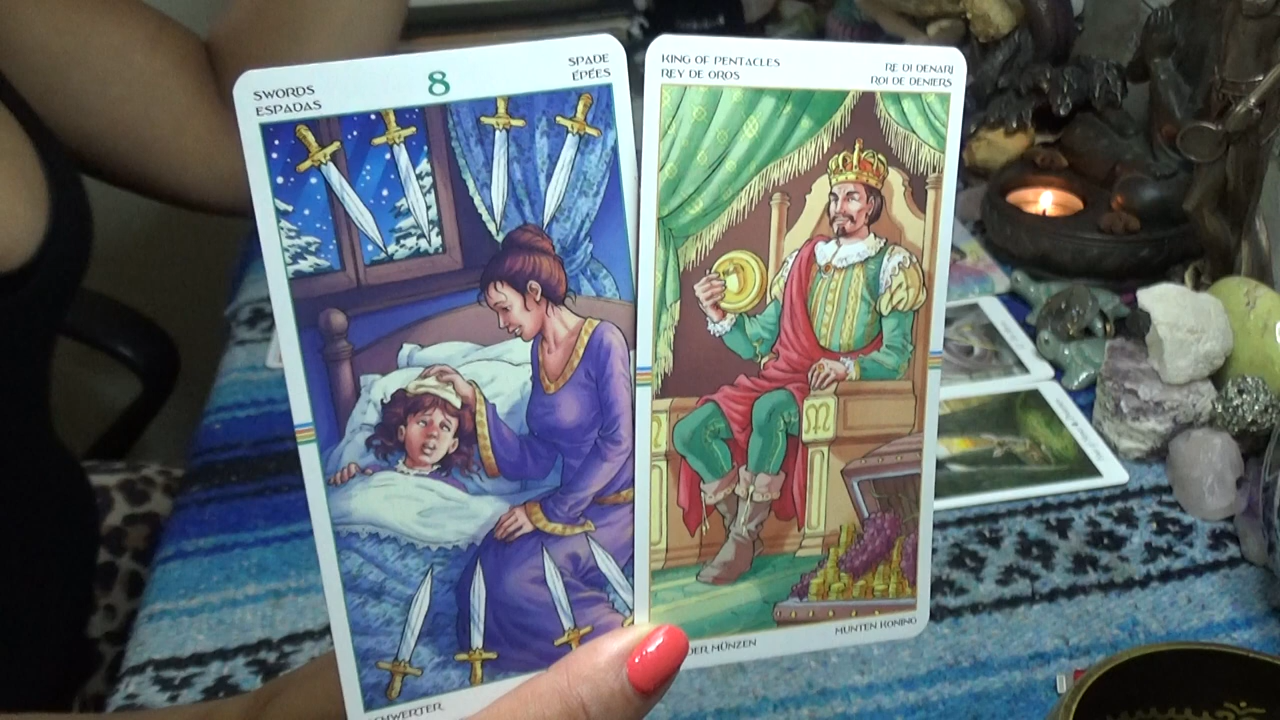 SWORDS
ESPADAS
8
SPADE
ÉPÉES
KING OF PENTACLES
REY DE OROS
RE DI DENARI
ROI DE DENIERS
DER MÜNZEN
MUNTEN KONING